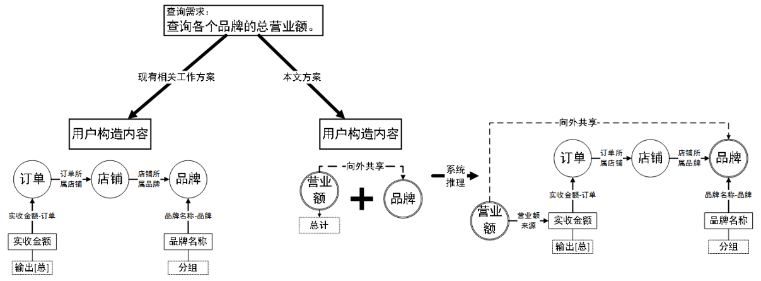 查询需求：
查询各个品牌的总营业额。
现有相关工作方案
本文方案
用户构造内容
用户构造内容
订单
订单所
属店铺
店铺
店铺所
属品牌
品牌
实收金额-订单
品牌名称-品牌
实收金额
品牌名称
输出[总]
分组
向外共享
营业
额
+
品牌
总计
系统
推理
向外共享
订单
订单所
属店铺
店铺
店铺所
属品牌
品牌
实收金额-订单
品牌名称-品牌
营业
额
营业额
来源
实收金额
品牌名称
输出[总]
分组